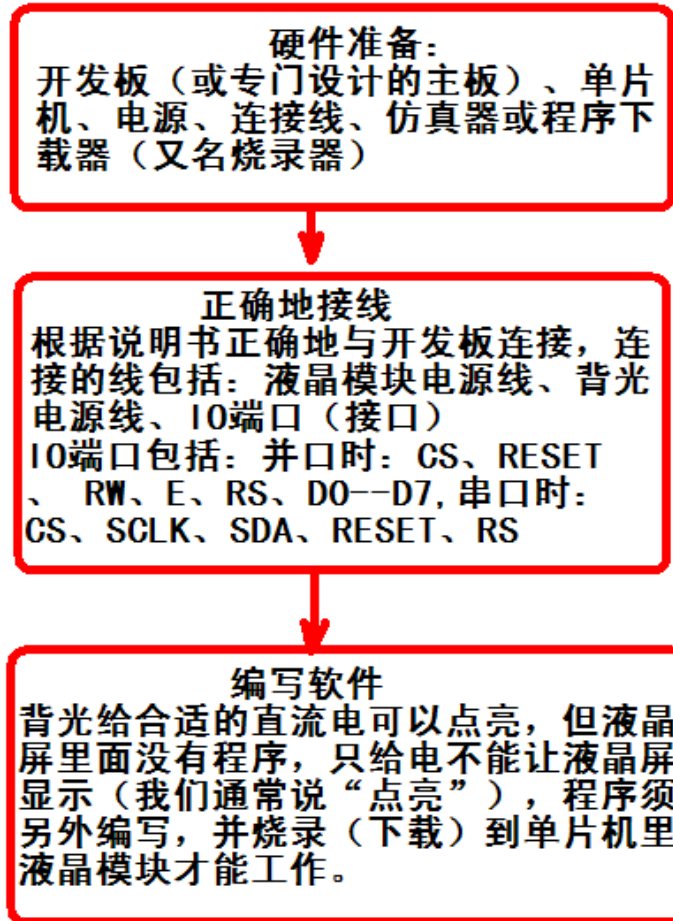 硬件准备：
开发板（或专门设计的主板）、单片
机、电源、连接线、仿真器或程序下
载器（又名烧录器）
正确地接线
根据说明书正确地与开发板连接，连
接的线包括：液晶模块电源线、背光
电源线、IO端口（接口）
IO端口包括：并口时：CS、RESET
、 RW、E、RS、D0--D7,串口时：
CS、SCLK、SDA、RESET、RS
编写软件
背光给合适的直流电可以点亮，但液晶
屏里面没有程序，只给电不能让液晶屏
显示（我们通常说“点亮”），程序须
另外编写，并烧录（下载）到单片机里
液晶模块才能工作。